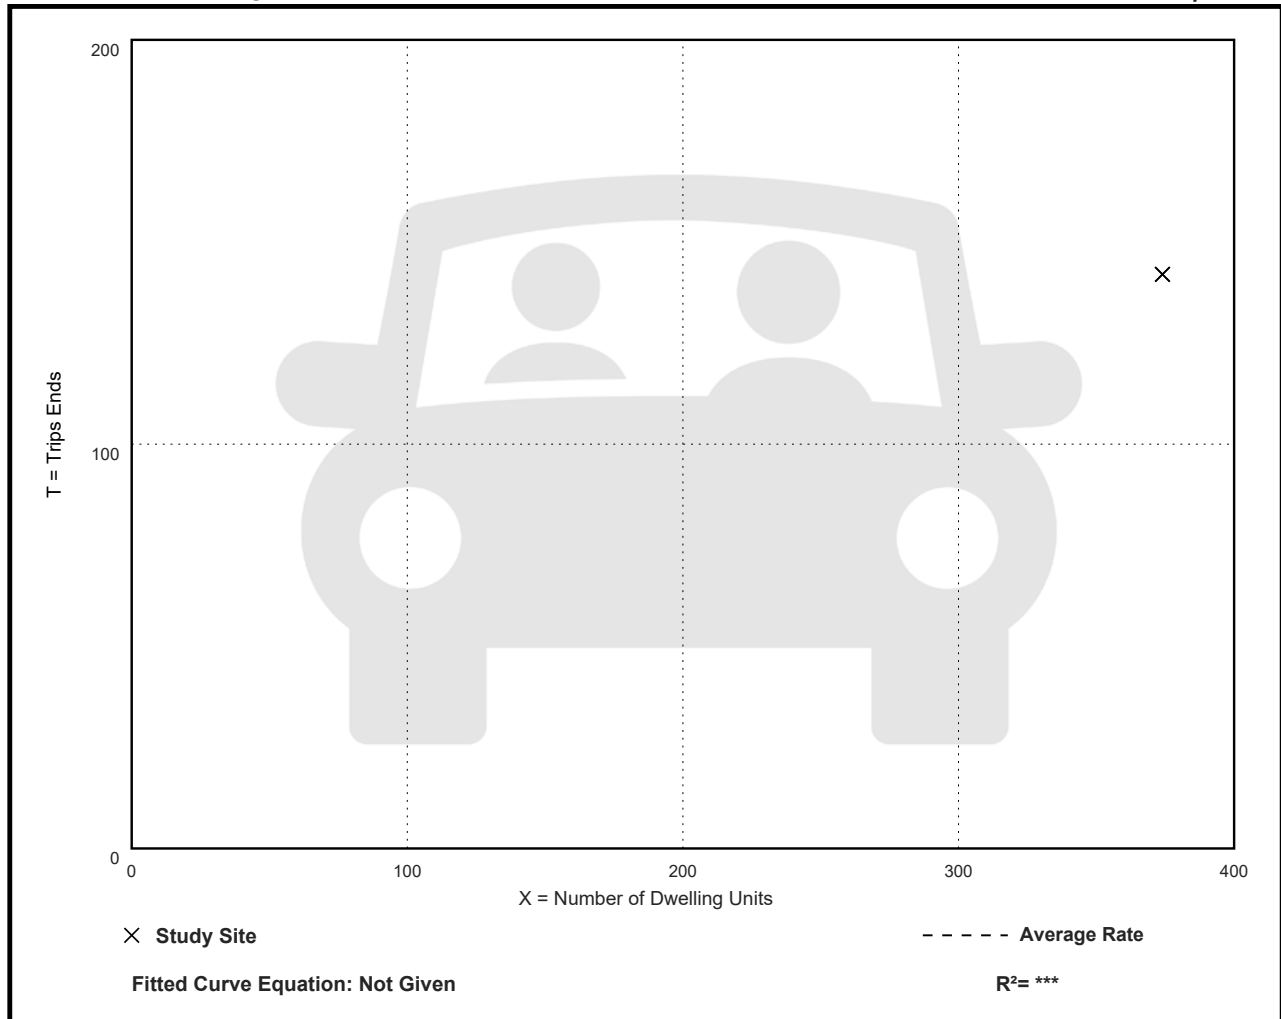 200
100
0
T = Trips Ends
0 100 200 300 400
X = Number of Dwelling Units
Study Site
Average Rate
Fitted Curve Equation: Not Given
R²= ***